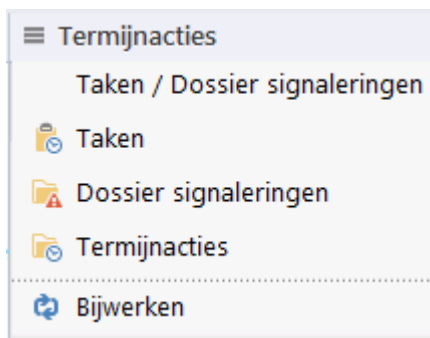 Termijnacties
Taken / Dossier signaleringen
Taken
Dossier signaleringen
Termijnacties
Bijwerken